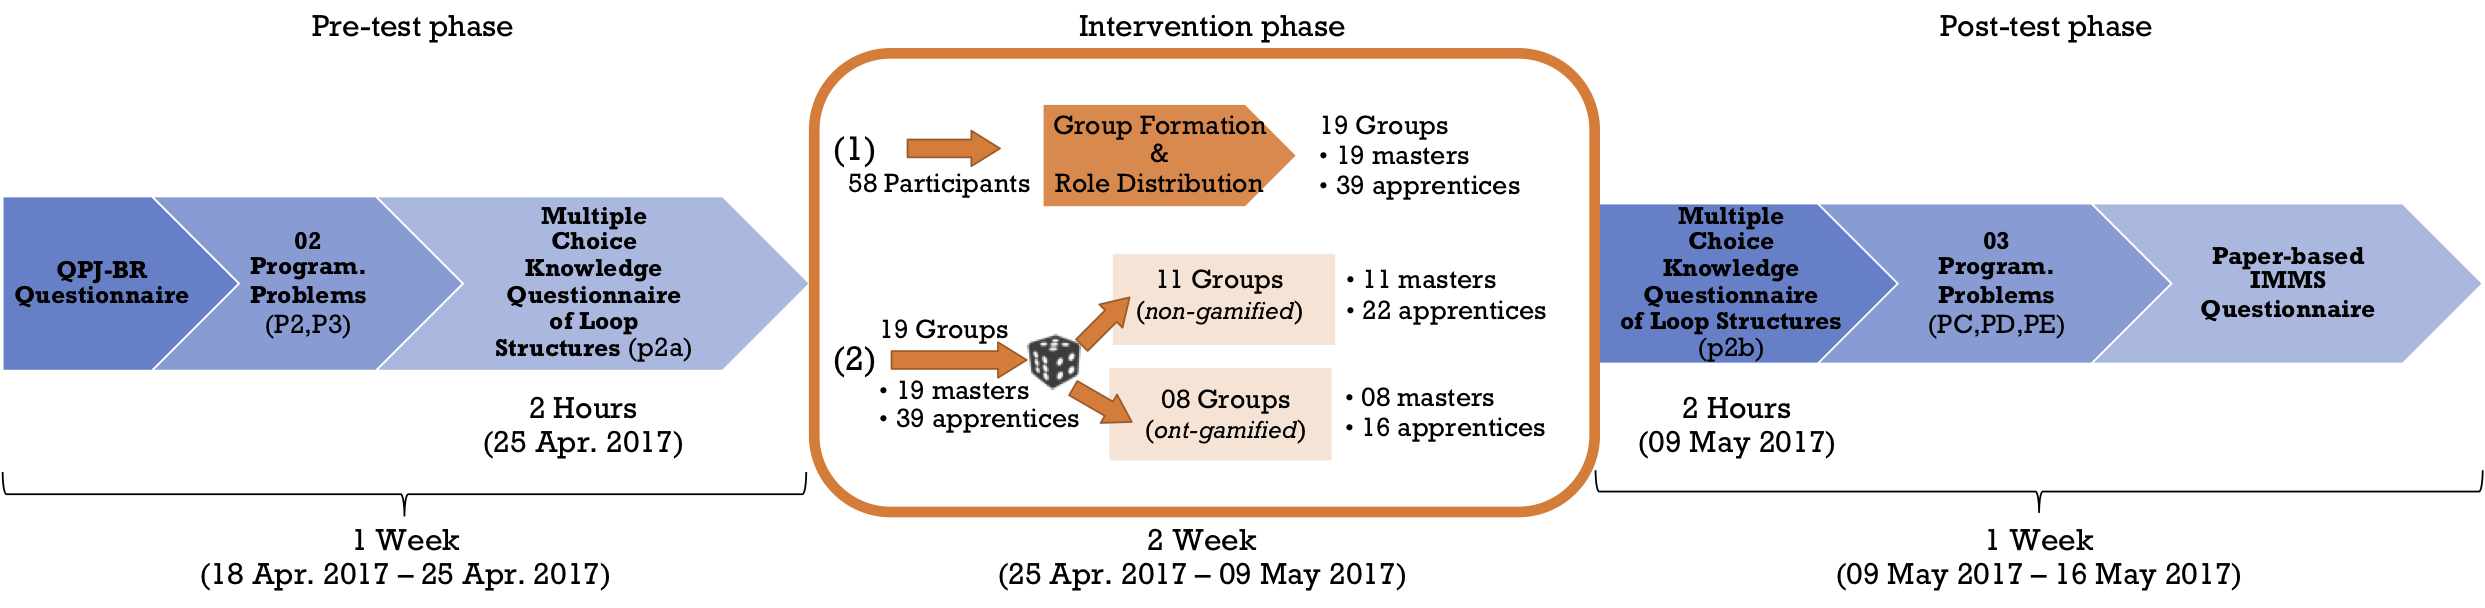 Pre-test phase
QPJ-BR
Questionnaire
02
Program.
Problems
(P2,P3)
Multiple
Choice
Knowledge
Questionnaire
of Loop
Structures (p2a)
2 Hours
(25 Apr. 2017)
1 Week
(18 Apr. 2017 – 25 Apr. 2017)
Intervention phase
(1)
58 Participants
Group Formation
&
Role Distribution
19 Groups
• 19 masters
• 39 apprentices
(2)
19 Groups
• 19 masters
• 39 apprentices
11 Groups
(non-gamified)
• 11 masters
• 22 apprentices
08 Groups
(ont-gamified)
• 08 masters
• 16 apprentices
2 Week
(25 Apr. 2017 – 09 May 2017)
Post-test phase
Multiple
Choice
Knowledge
Questionnaire
of Loop Structures
(p2b)
03
Program.
Problems
(PC,PD,PE)
Paper-based
IMMS
Questionnaire
2 Hours
(09 May 2017)
1 Week
(09 May 2017 – 16 May 2017)